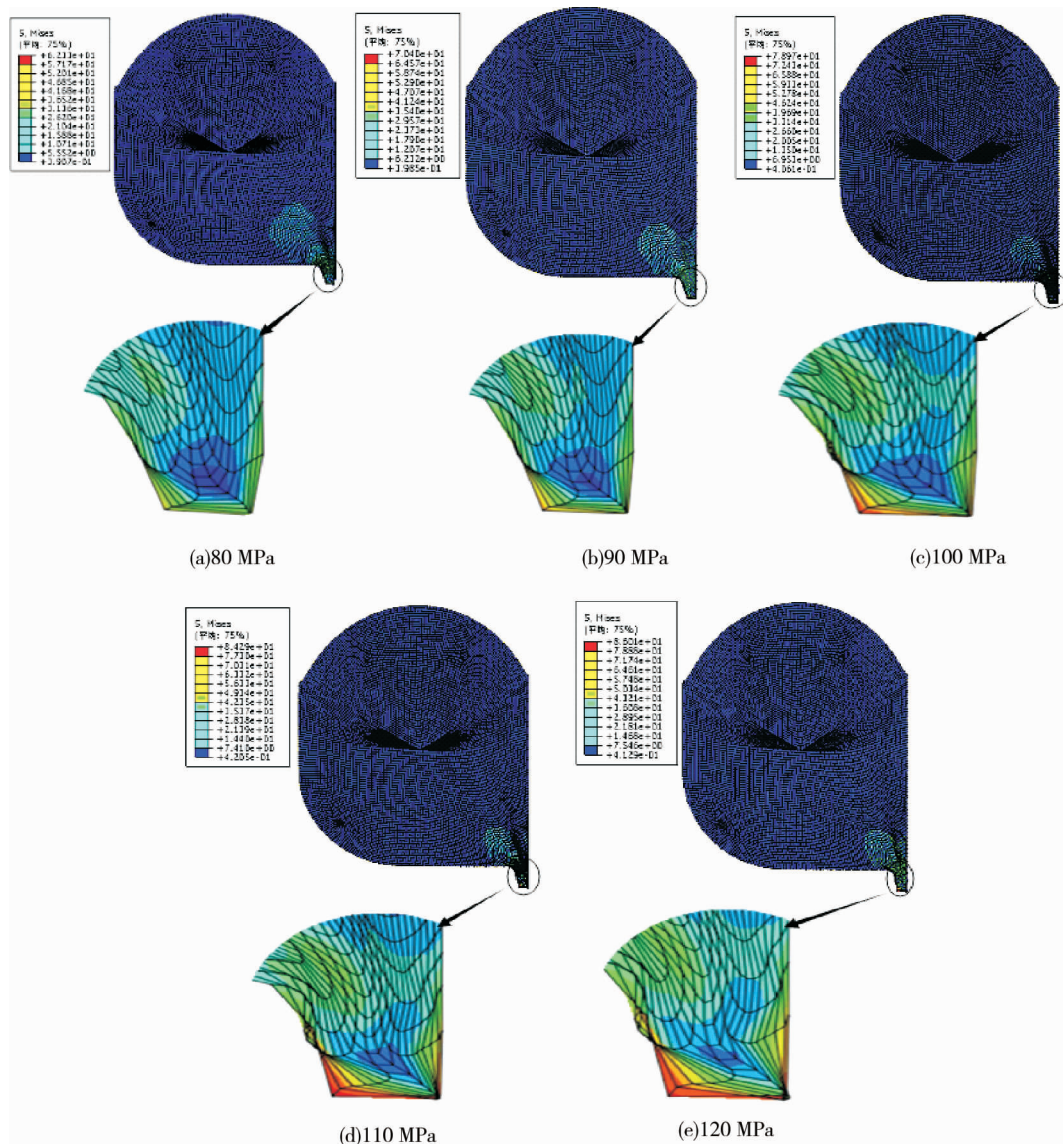 S, Mises
(平均: 75%)
+6.233e+01
+5.717e+01
+5.201e+01
+4.685e+01
+4.168e+01
+3.652e+01
+3.136e+01
+2.620e+01
+2.104e+01
+1.588e+01
+1.071e+01
+5.552e+00
+3.907e-01
S, Mises
(平均: 75%)
+7.040e+01
+6.457e+01
+5.874e+01
+5.290e+01
+4.707e+01
+4.124e+01
+3.540e+01
+2.957e+01
+2.373e+01
+1.790e+01
+1.207e+01
+6.232e+00
+3.985e-01
S, Mises
(平均: 75%)
+7.897e+01
+7.243e+01
+6.588e+01
+5.933e+01
+5.278e+01
+4.624e+01
+3.969e+01
+3.314e+01
+2.660e+01
+2.005e+01
+1.350e+01
+6.953e+00
+4.061e-01
(a)80 MPa
(b)90 MPa
(c)100 MPa
S, Mises
(平均: 75%)
+8.429e+01
+7.730e+01
+7.031e+01
+6.332e+01
+5.633e+01
+4.934e+01
+4.235e+01
+3.537e+01
+2.838e+01
+2.139e+01
+1.440e+01
+7.410e+00
+4.205e-01
S, Mises
(平均: 75%)
+8.601e+01
+7.888e+01
+7.174e+01
+6.461e+01
+5.748e+01
+5.034e+01
+4.321e+01
+3.608e+01
+2.895e+01
+2.181e+01
+1.468e+01
+7.546e+00
+4.129e-01
(d)110 MPa
(e)120 MPa